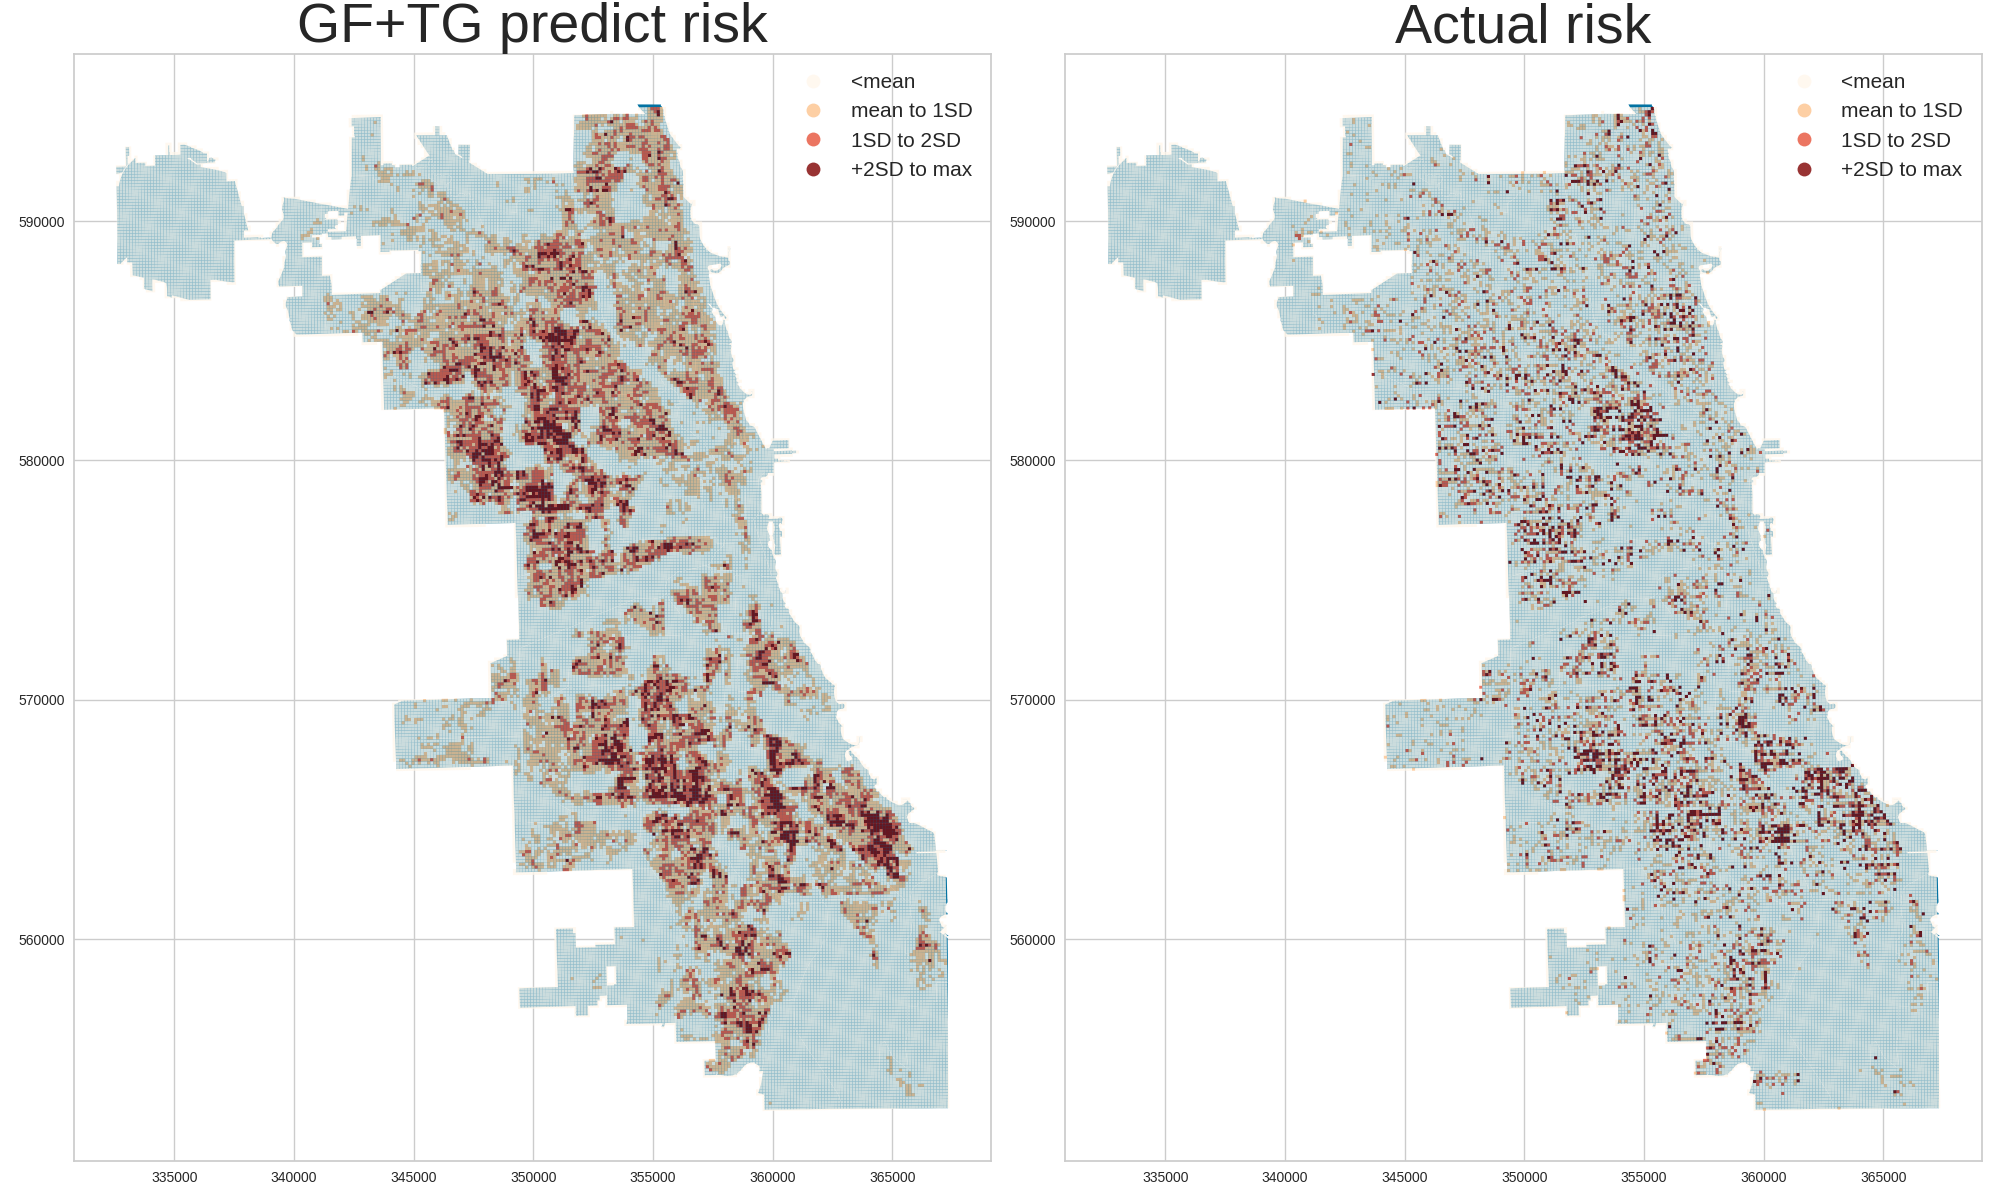 GF+TG predict risk
<mean
mean to 1SD
1SD to 2SD
+2SD to max
590000
580000
570000
560000
335000 340000 345000 350000 355000 360000 365000
Actual risk
<mean
mean to 1SD
1SD to 2SD
+2SD to max
590000
580000
570000
560000
335000 340000 345000 350000 355000 360000 365000